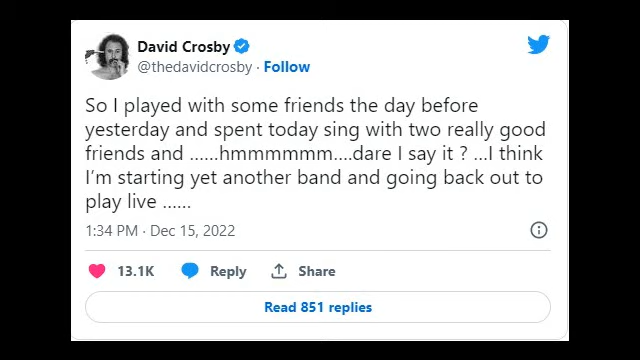 David Crosby
@thedavidcrosby · Follow
So I played with some friends the day before
yesterday and spent today sing with two really good
friends and ......hmmmmmm....dare I say it ? ...I think
I’m starting yet another band and going back out to
play live ......
1:34 PM · Dec 15, 2022
13.1K Reply Share
Read 851 replies